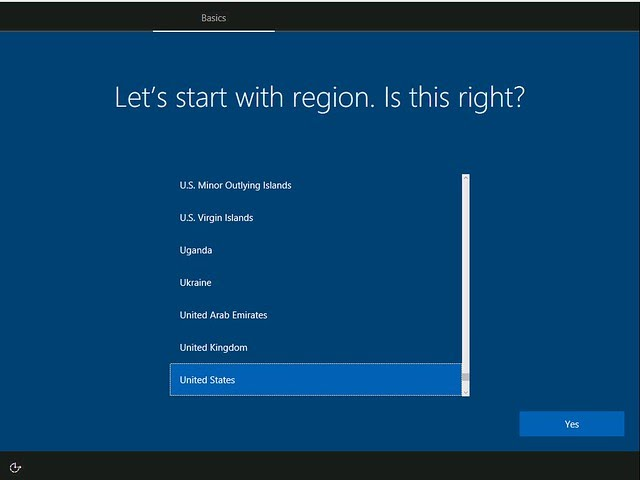 Basics
Let's start with region. Is this right?
U.S. Minor Outlying Islands
U.S. Virgin Islands
Uganda
Ukraine
United Arab Emirates
United Kingdom
United States
Yes